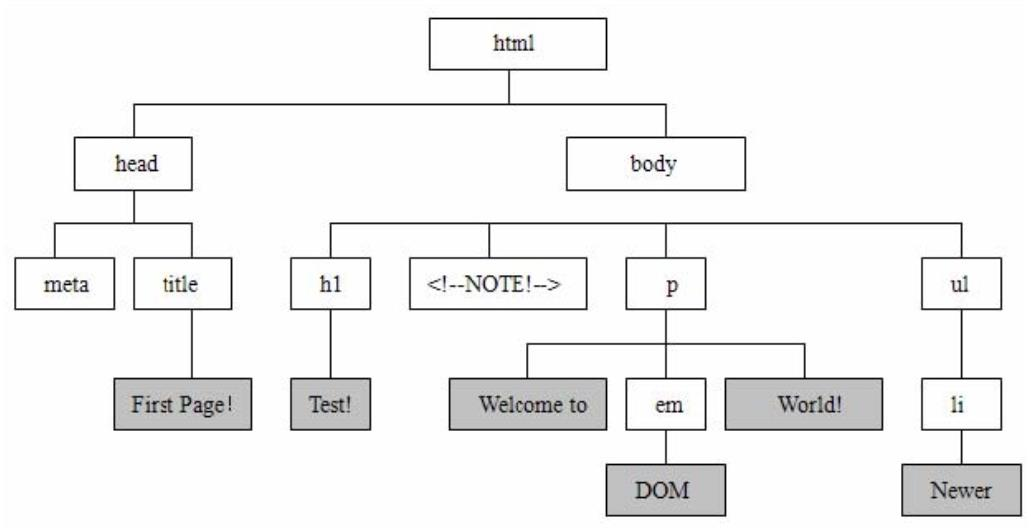 html
head
body
meta
title
h1
<!--NOTE!-->
p
ul
First Page!
Test!
Welcome to
em
World!
li
DOM
Newer